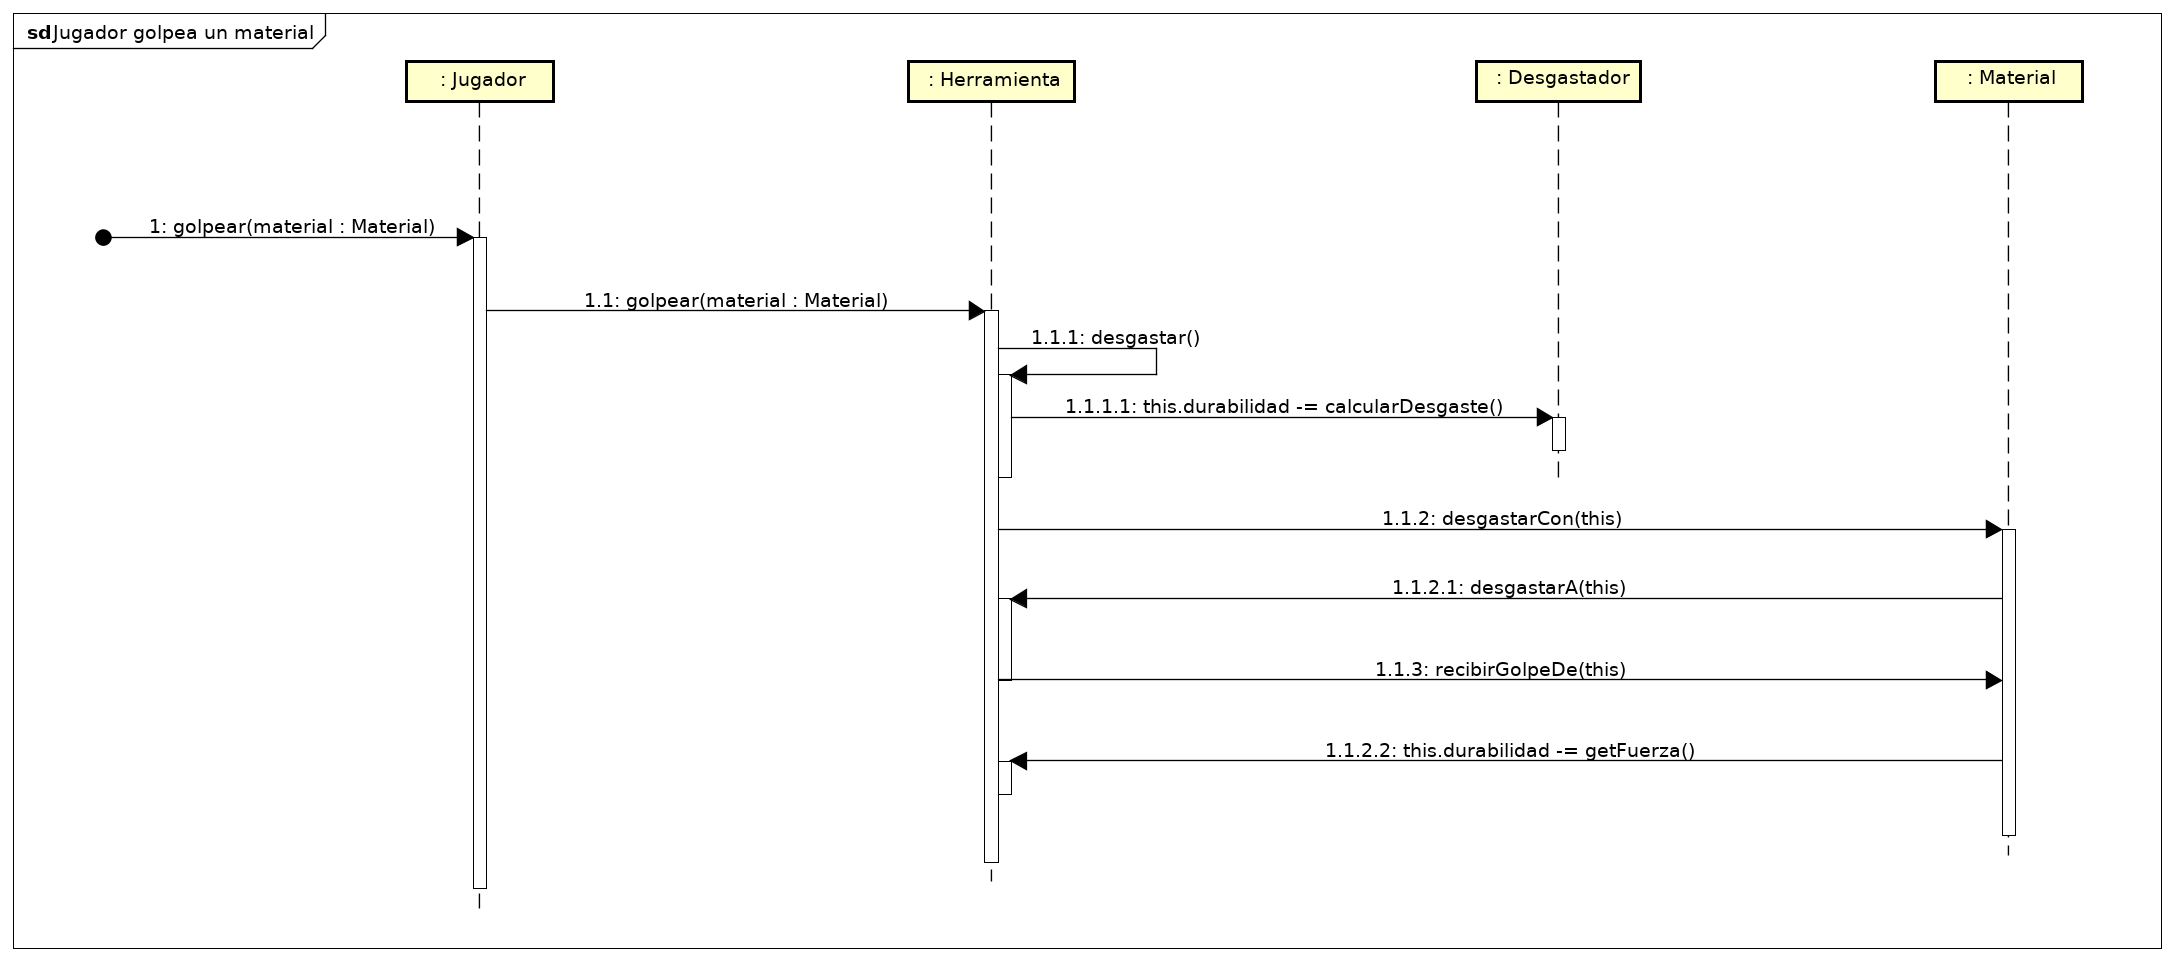 sd Jugador golpea un material
: Jugador
: Herramienta
: Desgastador
: Material
1: golpear(material : Material)
1.1: golpear(material : Material)
1.1.1: desgastar()
1.1.1.1: this.durabilidad -= calcularDesgaste()
1.1.2: desgastarCon(this)
1.1.2.1: desgastarA(this)
1.1.3: recibirGolpeDe(this)
1.1.2.2: this.durabilidad -= getFuerza()